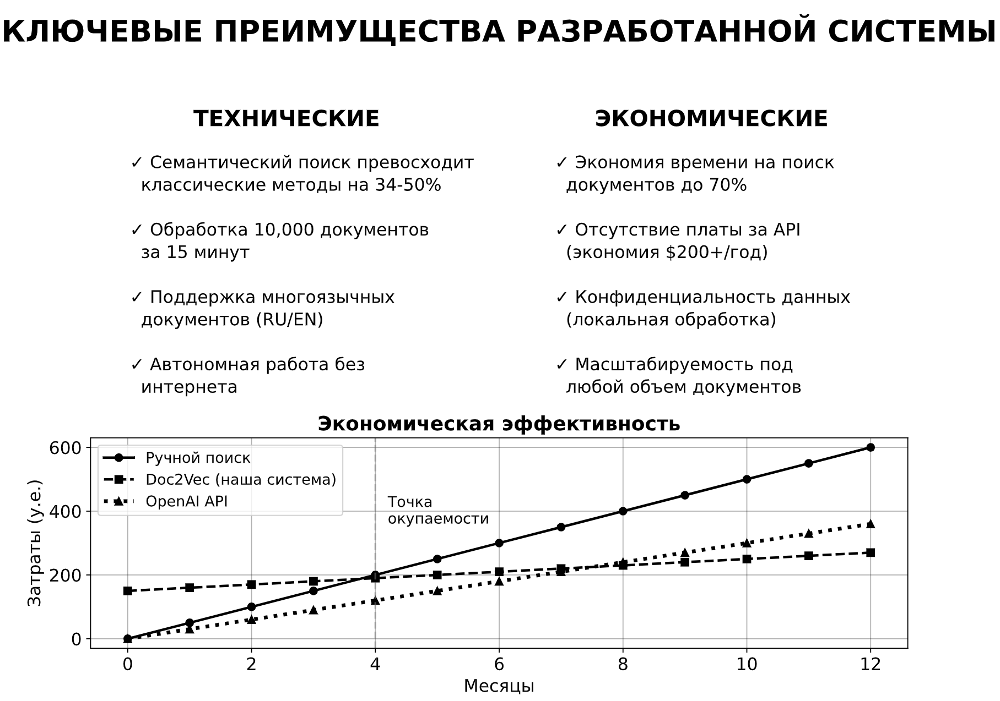 КЛЮЧЕВЫЕ ПРЕИМУЩЕСТВА РАЗРАБОТАННОЙ СИСТЕМЫ
ТЕХНИЧЕСКИЕ
✓ Семантический поиск превосходит
классические методы на 34-50%
✓ Обработка 10,000 документов
за 15 минут
✓ Поддержка многоязычных
документов (RU/EN)
✓ Автономная работа без
интернета
ЭКОНОМИЧЕСКИЕ
✓ Экономия времени на поиск
документов до 70%
✓ Отсутствие платы за API
(экономия $200+/год)
✓ Конфиденциальность данных
(локальная обработка)
✓ Масштабируемость под
любой объем документов
Экономическая эффективность
Затраты (у.е.)
600
400
200
0
Ручной поиск
Doc2Vec (наша система)
OpenAI API
Точка
окупаемости
0 2 4 6 8 10 12
Месяцы